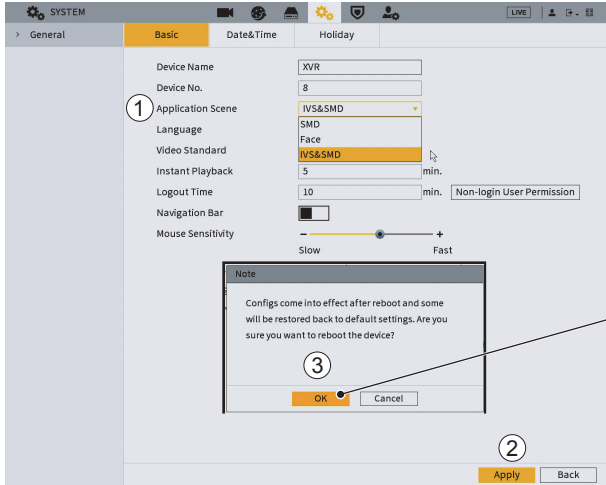 SYSTEM
LIVE
> General
Basic Date&Time Holiday
Device Name XVR
Device No. 8
1 Application Scene IVS&SMD
SMD
Language
Face
Video Standard IVS&SMD
Instant Playback 5 min.
Logout Time 10 min. Non-login User Permission
Navigation Bar
Mouse Sensitivity - +
Slow Fast
Note
Configs come into effect after reboot and some
will be restored back to default settings. Are you
sure you want to reboot the device?
3
OK Cancel
2
Apply Back